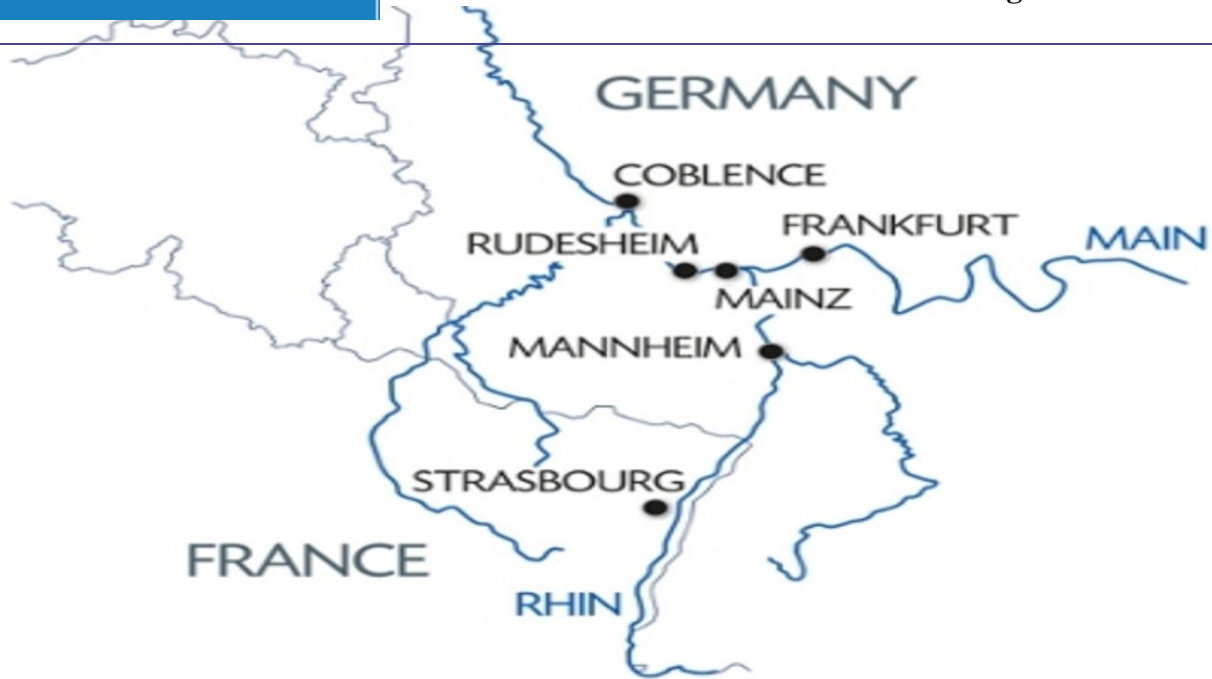 GERMANY
COBLENCE
FRANKFURT
MAIN
RUDESHEIM
MAINZ
MANNHEIM
STRASBOURG
FRANCE
RHIN